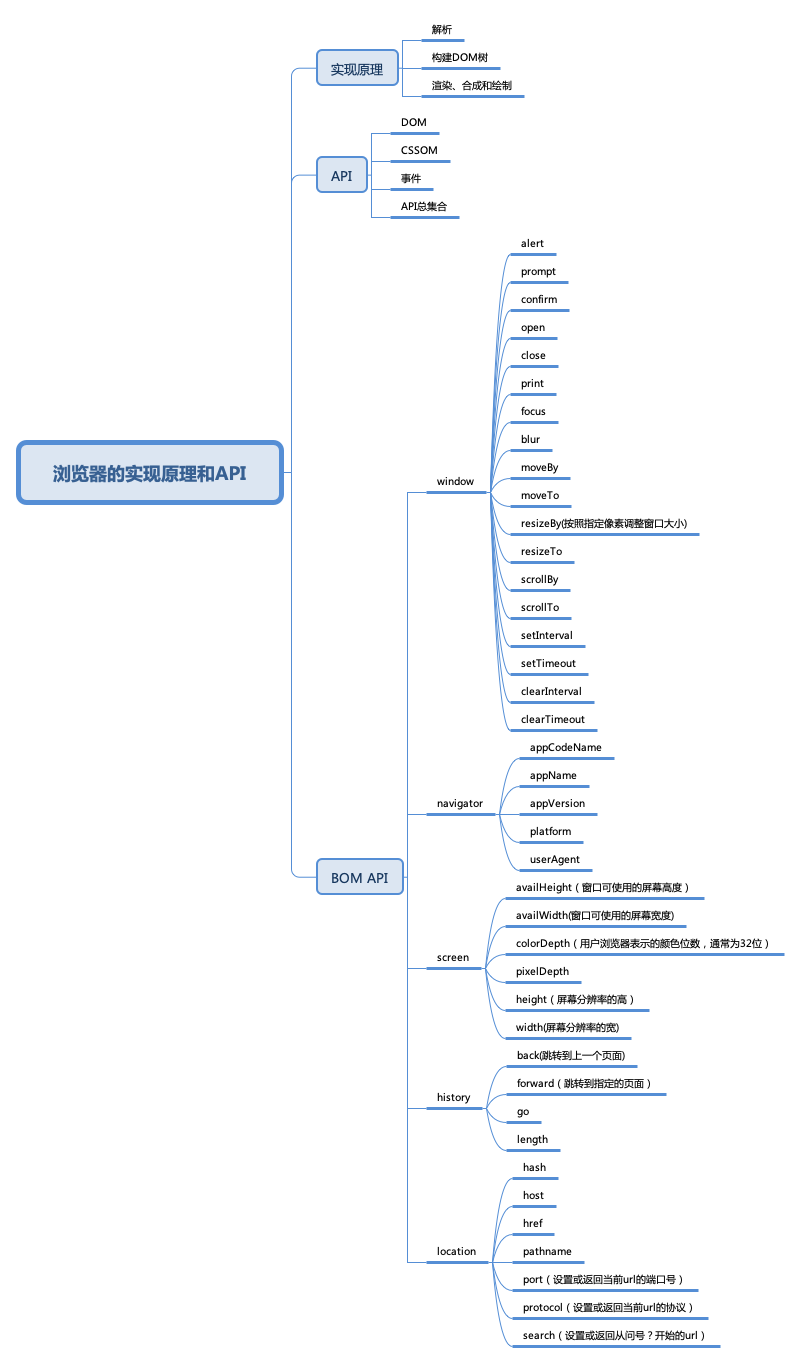 浏览器的实现原理和API
实现原理
解析
构建DOM树
渲染、合成和绘制
API
DOM
CSSOM
事件
API总集合
BOM API
window
alert
prompt
confirm
open
close
print
focus
blur
moveBy
moveTo
resizeBy(按照指定像素调整窗口大小)
resizeTo
scrollBy
scrollTo
setInterval
setTimeout
clearInterval
clearTimeout
navigator
appCodeName
appName
appVersion
platform
userAgent
screen
availHeight（窗口可使用的屏幕高度）
availWidth(窗口可使用的屏幕宽度)
colorDepth（用户浏览器表示的颜色位数，通常为32位）
pixelDepth
height（屏幕分辨率的高）
width(屏幕分辨率的宽)
history
back(跳转到上一个页面)
forward（跳转到指定的页面）
go
length
location
hash
host
href
pathname
port（设置或返回当前url的端口号）
protocol（设置或返回当前url的协议）
search（设置或返回从问号？开始的url）